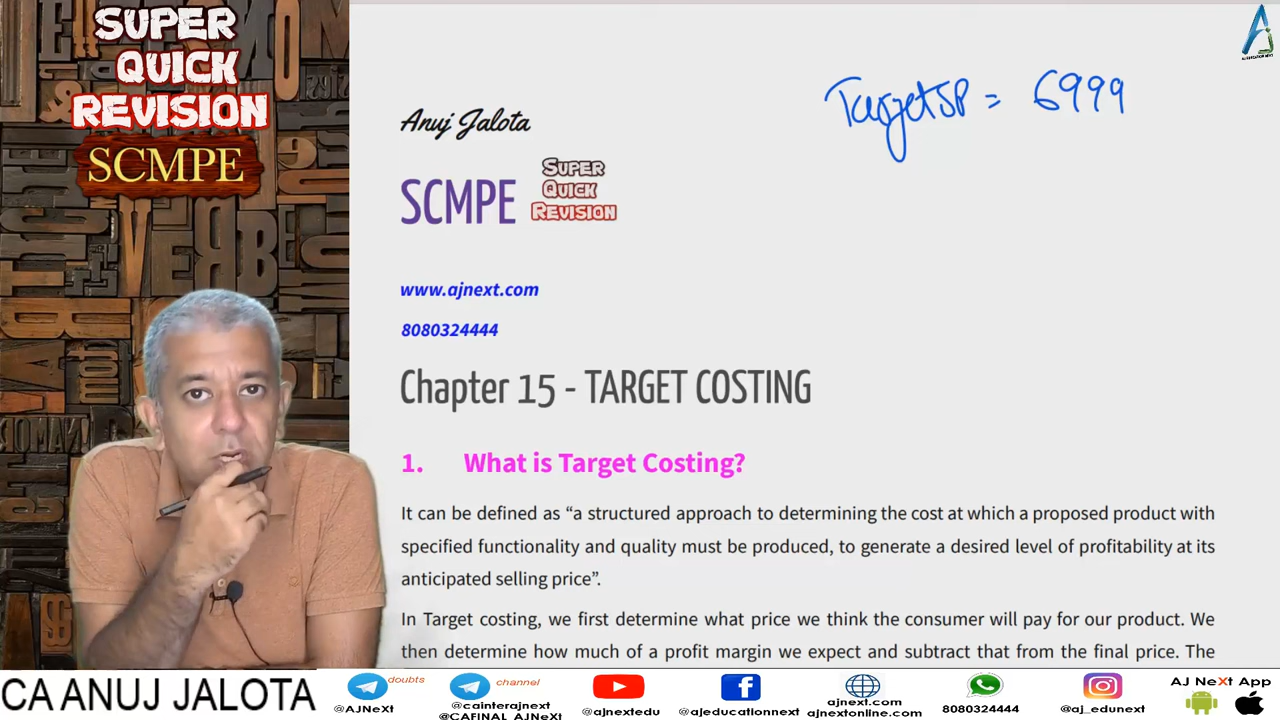 SUPER
QUICK
REVISION
SCMPE
AJ
TargetSP = 6999
Anuj Jalota
SCMPE
SUPER
QUICK
REVISION
www.ajnext.com
8080324444
Chapter 15 - TARGET COSTING
1. What is Target Costing?
It can be defined as “a structured approach to determining the cost at which a proposed product with
specified functionality and quality must be produced, to generate a desired level of profitability at its
anticipated selling price”.
In Target costing, we first determine what price we think the consumer will pay for our product. We
then determine how much of a profit margin we expect and subtract that from the final price. The
CA ANUJ JALOTA
doubts
@AJNeXt
channel
@cainterajnext
@CAFINAL_AJNeXt
@ajnextedu
@ajeducationnext
ajnext.com
ajnextonline.com
8080324444
@aj_edunext
AJ NeXt App